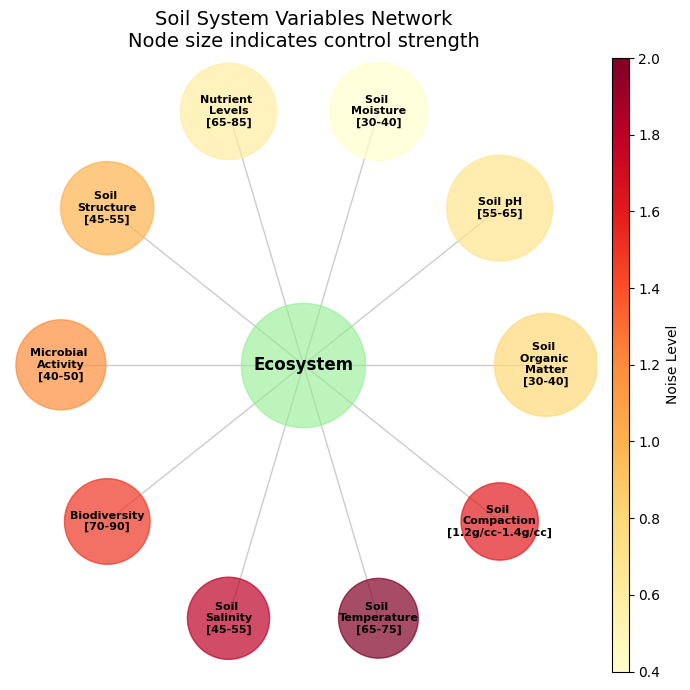 Soil System Variables Network
Node size indicates control strength
Nutrient
Levels
[65-85]
Soil
Moisture
[30-40]
Soil
Structure
[45-55]
Soil pH
[55-65]
Microbial
Activity
[40-50]
Ecosystem
Soil
Organic
Matter
[30-40]
Biodiversity
[70-90]
Soil
Compaction
[1.2g/cc-1.4g/cc]
Soil
Salinity
[45-55]
Soil
Temperature
[65-75]
2.0
1.8
1.6
1.4
1.2
1.0
0.8
0.6
0.4
Noise Level